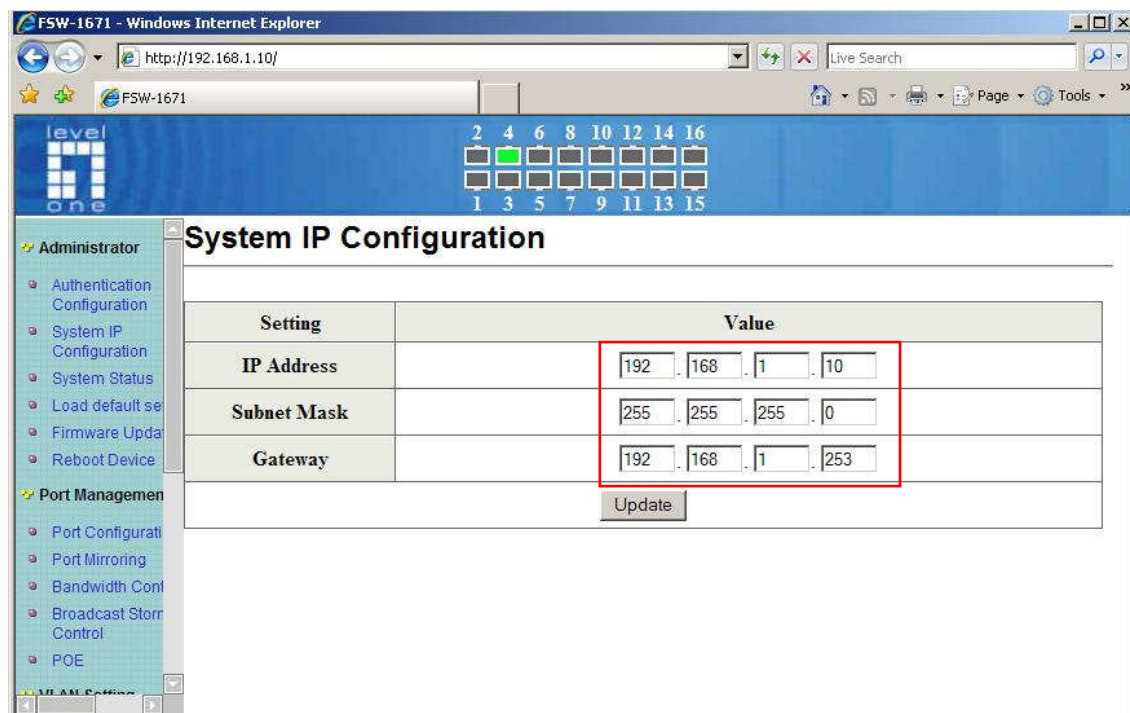 FSW-1671 - Windows Internet Explorer
http://192.168.1.10/
Live Search
FSW-1671
Page
Tools
level
one
2 4 6 8 10 12 14 16
1 3 5 7 9 11 13 15
Administrator
Authentication
Configuration
System IP
Configuration
System Status
Load default se
Firmware Upda
Reboot Device
Port Managemen
Port Configurati
Port Mirroring
Bandwidth Cont
Broadcast Storm
Control
POE
VLAN Setting
System IP Configuration
Setting Value
IP Address 192 . 168 . 1 . 10
Subnet Mask 255 . 255 . 255 . 0
Gateway 192 . 168 . 1 . 253
Update